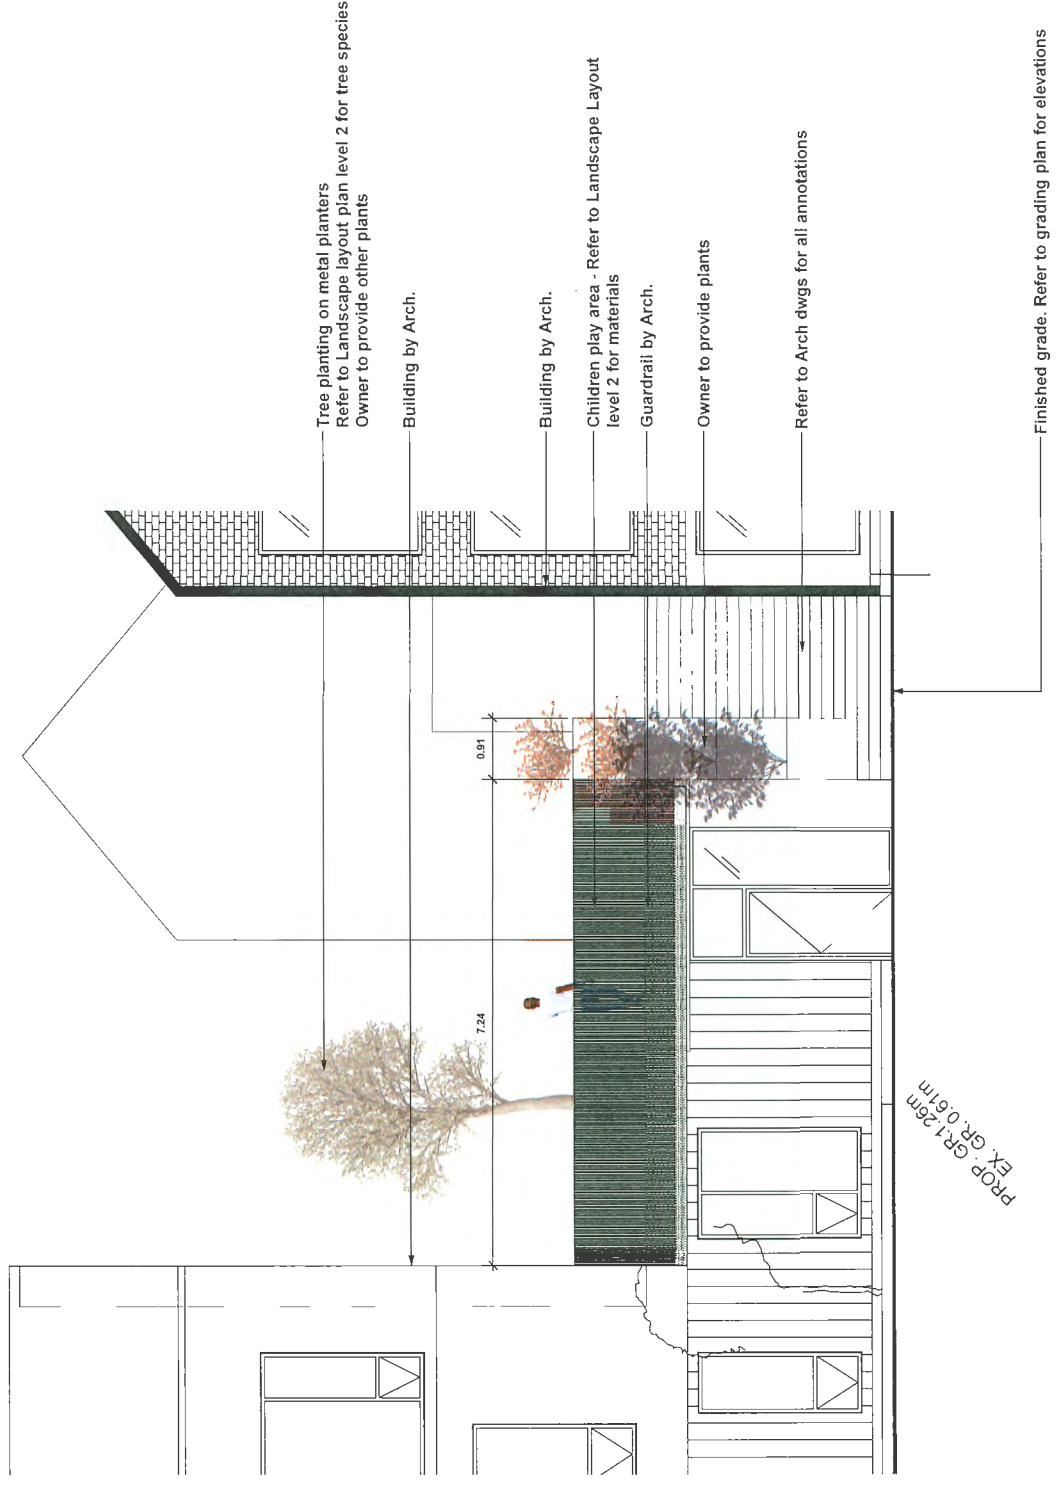 Tree planting on metal planters
Refer to Landscape layout plan level 2 for tree species
Owner to provide other plants
Building by Arch.
Building by Arch.
Children play area - Refer to Landscape Layout
level 2 for materials
Guardrail by Arch.
Owner to provide plants
Refer to Arch dwgs for all annotations
Finished grade. Refer to grading plan for elevations
7.24
0.91
PROP. GR.1.26m
EX. GR. 0.61m